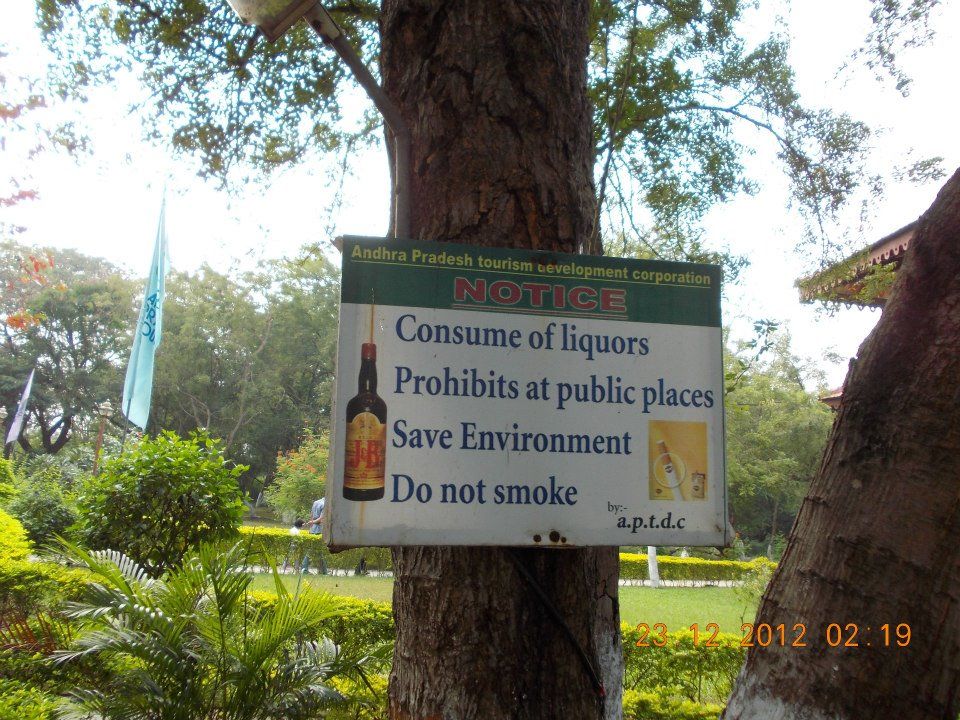 Andhra Pradesh tourism development corporation
NOTICE
Consume of liquors
Prohibits at public places
Save Environment
Do not smoke
by:-
a.p.t.d.c
J&B
23.12.2012 02:19